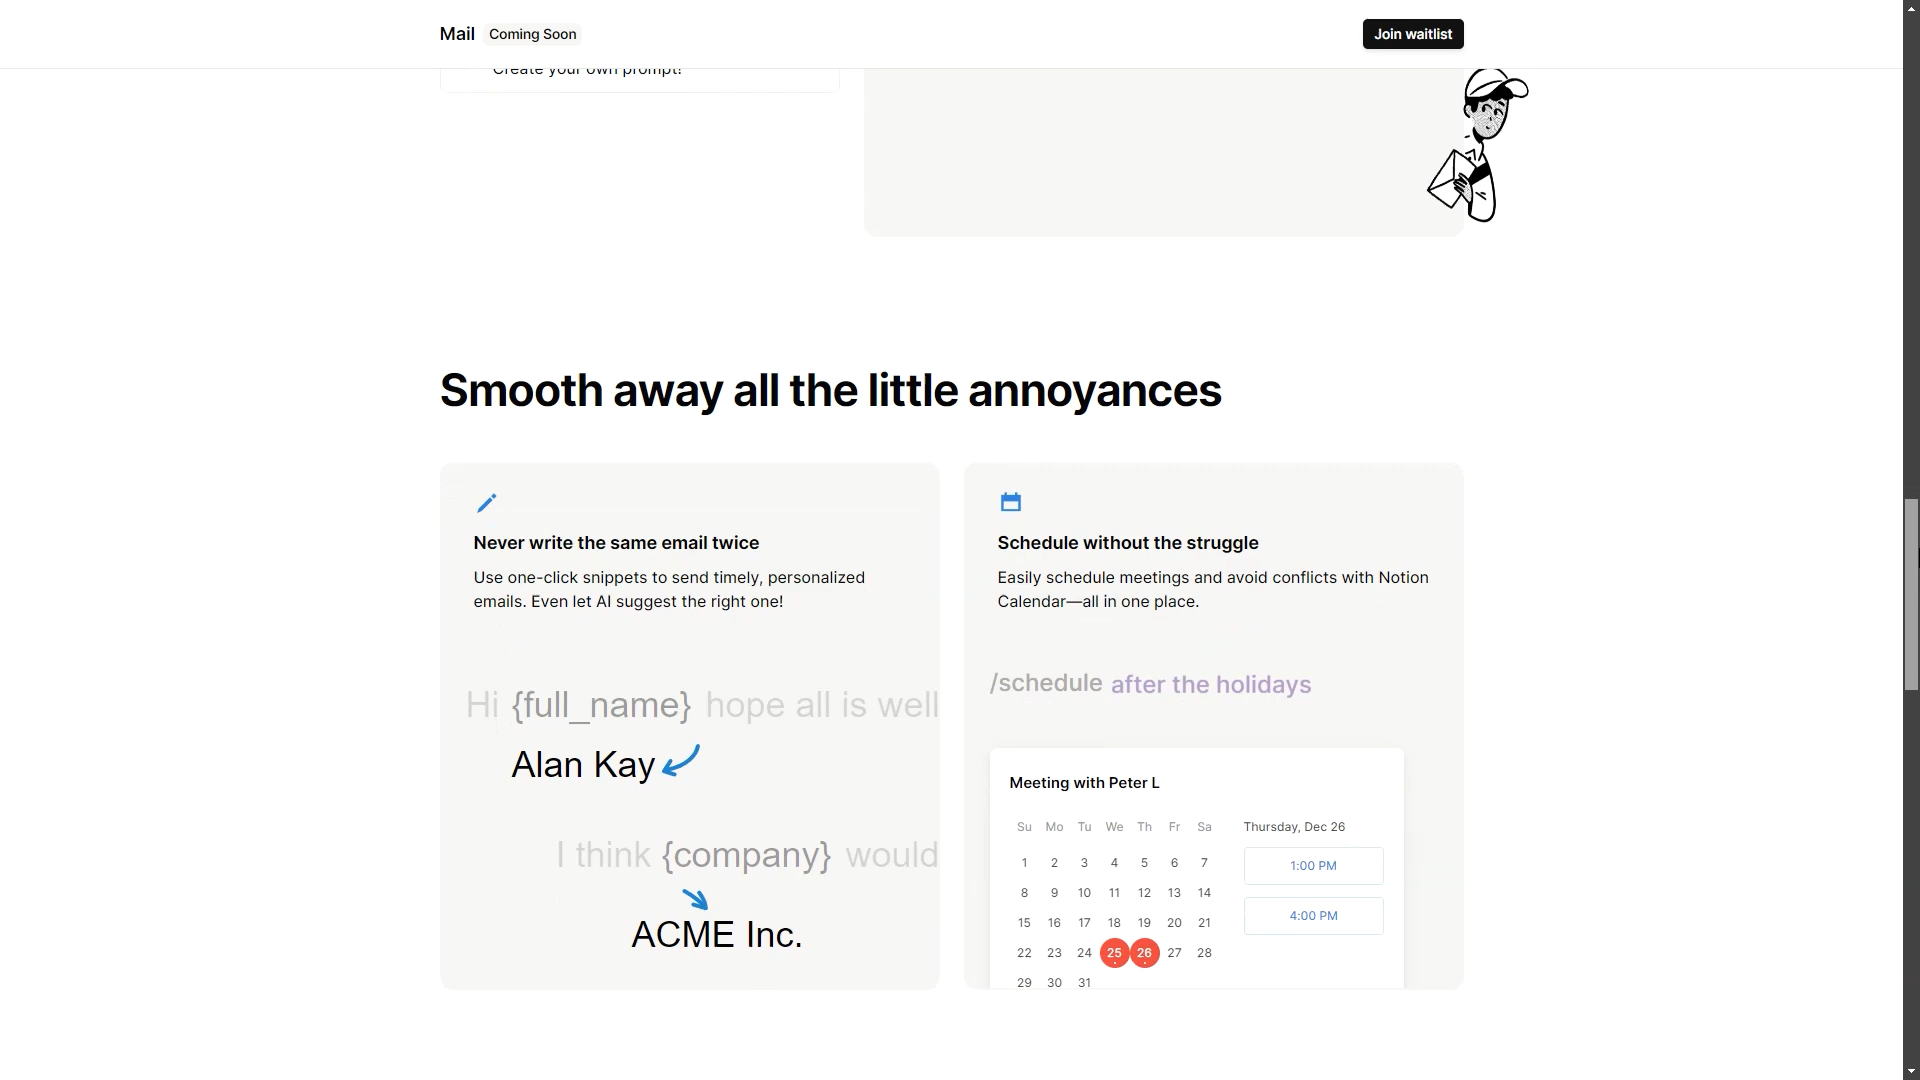 Mail Coming Soon
Join waitlist
Create your own prompt!
Smooth away all the little annoyances
Never write the same email twice
Use one-click snippets to send timely, personalized
emails. Even let AI suggest the right one!
Hi {full_name} hope all is well
Alan Kay
I think {company} would
ACME Inc.
Schedule without the struggle
Easily schedule meetings and avoid conflicts with Notion
Calendar—all in one place.
/schedule after the holidays
Meeting with Peter L
Su Mo Tu We Th Fr Sa
1 2 3 4 5 6 7
8 9 10 11 12 13 14
15 16 17 18 19 20 21
22 23 24 25 26 27 28
29 30 31
Thursday, Dec 26
1:00 PM
4:00 PM